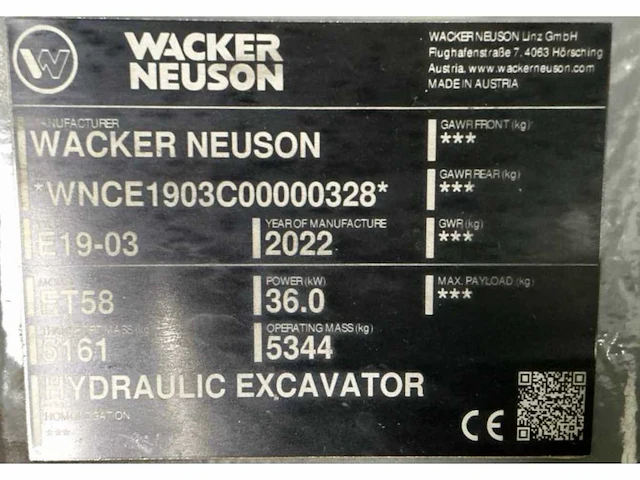 WACKER
NEUSON
WACKER NEUSON Linz GmbH
Flughafenstraße 7, 4063 Hörsching
Austria, www.wackerneuson.com
MADE IN AUSTRIA
MANUFACTURER
WACKER NEUSON
GAWR FRONT (kg)
***
*WNCE1903C00000328*
GAWR REAR (kg)
***
E19-03
YEAR OF MANUFACTURE
2022
GWR (kg)
***
ET58
POWER (kW)
36.0
MAX. PAYLOAD (kg)
***
5161
OPERATING MASS (kg)
5344
HYDRAULIC EXCAVATOR
HOMOLOGATION
***
CE